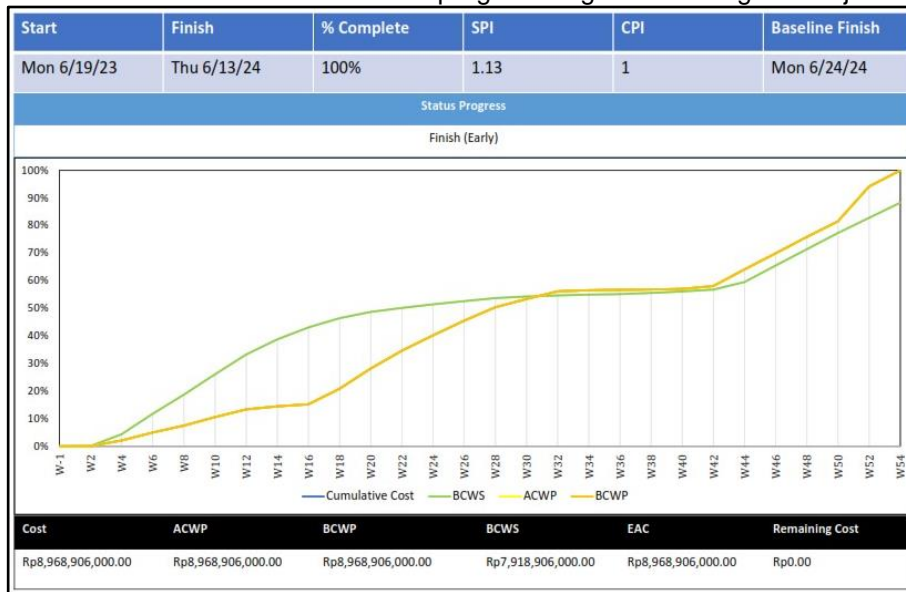 Start Finish % Complete SPI CPI Baseline Finish
Mon 6/19/23 Thu 6/13/24 100% 1.13 1 Mon 6/24/24
Status Progress
Finish (Early)
100%
90%
80%
70%
60%
50%
40%
30%
20%
10%
0%
W-1 W2 W4 W6 W8 W10 W12 W14 W16 W18 W20 W22 W24 W26 W28 W30 W32 W34 W36 W38 W40 W42 W44 W46 W48 W50 W52 W54
Cumulative Cost BCWS ACWP BCWP
Cost ACWP BCWP BCWS EAC Remaining Cost
Rp8,968,906,000.00 Rp8,968,906,000.00 Rp8,968,906,000.00 Rp7,918,906,000.00 Rp8,968,906,000.00 Rp0.00